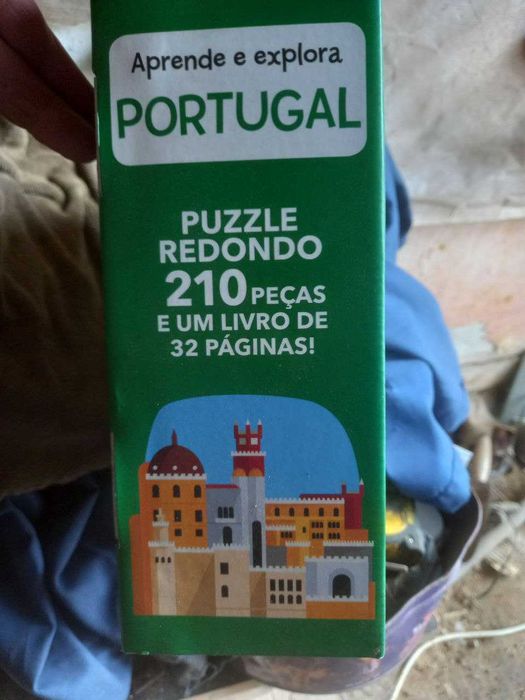 Aprende e explora
PORTUGAL
PUZZLE
REDONDO
210 PEÇAS
E UM LIVRO DE
32 PÁGINAS!